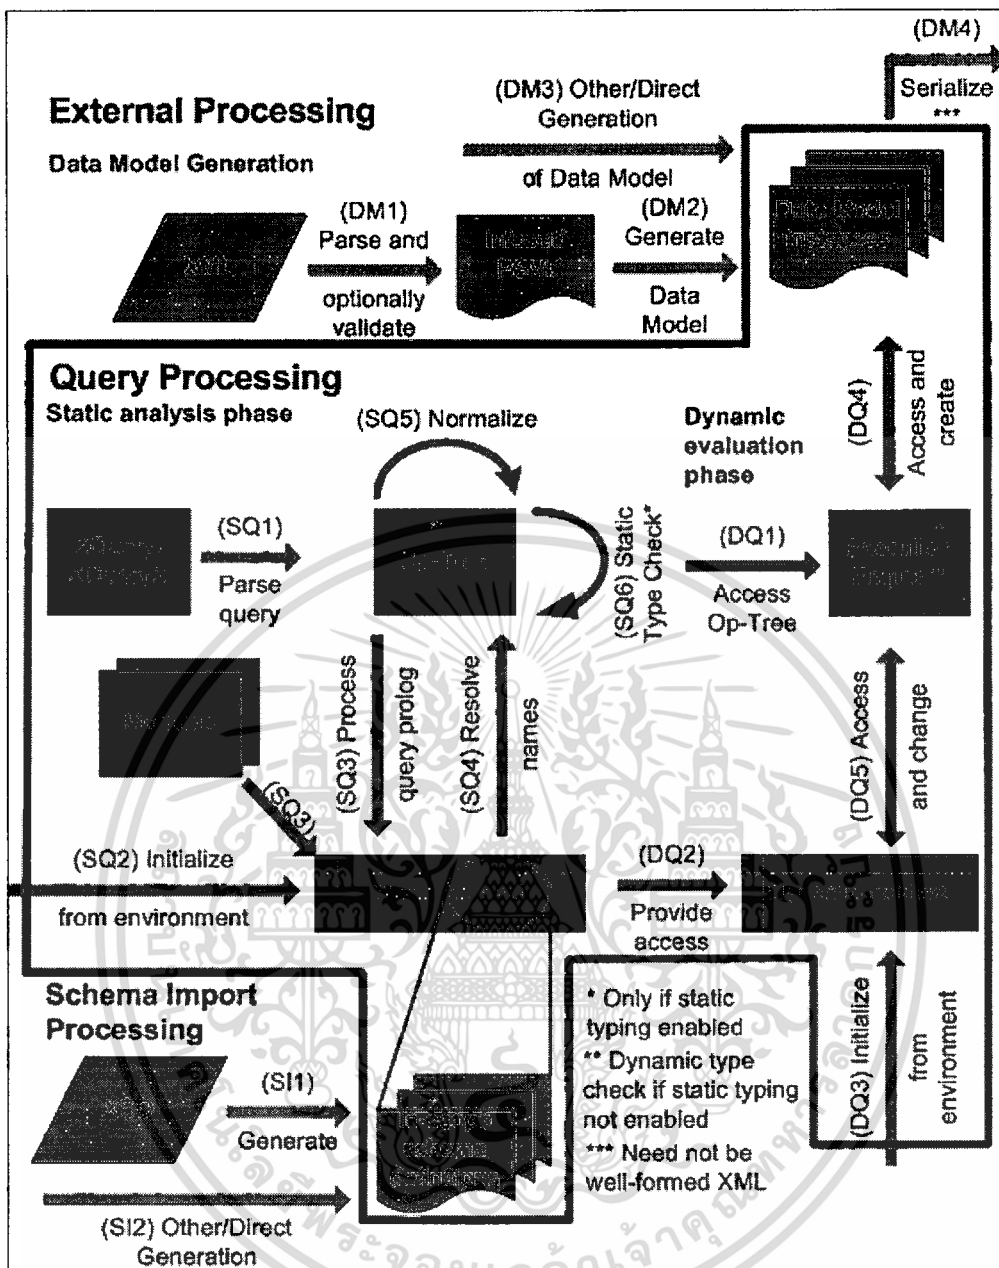 (DM4)
Serialize
***
External Processing
Data Model Generation
(DM3) Other/Direct
Generation
of Data Model
XML
(DM1)
Parse and
optionally
validate
(DM2)
Generate
Data
Model
Data Model
Query Processing
Static analysis phase
(SQ5) Normalize
Dynamic
evaluation
phase
(DQ4)
Access and
create
(SQ1)
Parse
query
(SQ6) Static
Type Check*
(DQ1)
Access
Op-Tree
Execution
Engine **
(SQ3) Process
query prolog
(SQ4) Resolve
names
(DQ5) Access
and change
(SQ3)
(SQ2) Initialize
from environment
(DQ2)
Provide
access
Schema Import
Processing
(SI1)
Generate
(SI2) Other/Direct
Generation
* Only if static
typing enabled
** Dynamic type
check if static typing
not enabled
*** Need not be
well-formed XML
(DQ3) Initialize
from
environment